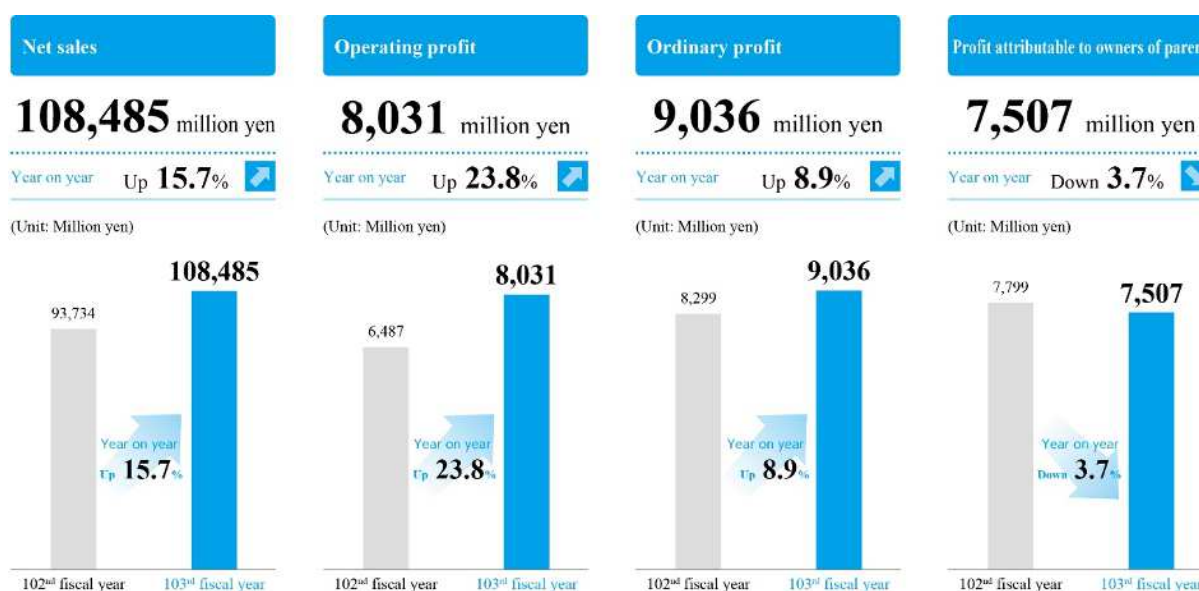 Net sales
108,485 million yen
Year on year Up 15.7%
(Unit: Million yen)
93,734
108,485
Year on year
Up 15.7%
102nd fiscal year 103rd fiscal year
Operating profit
8,031 million yen
Year on year Up 23.8%
(Unit: Million yen)
6,487
8,031
Year on year
Up 23.8%
102nd fiscal year 103rd fiscal year
Ordinary profit
9,036 million yen
Year on year Up 8.9%
(Unit: Million yen)
8,299
9,036
Year on year
Up 8.9%
102nd fiscal year 103rd fiscal year
Profit attributable to owners of paren
7,507 million yen
Year on year Down 3.7%
(Unit: Million yen)
7,799
7,507
Year on year
Down 3.7%
102nd fiscal year 103rd fiscal year